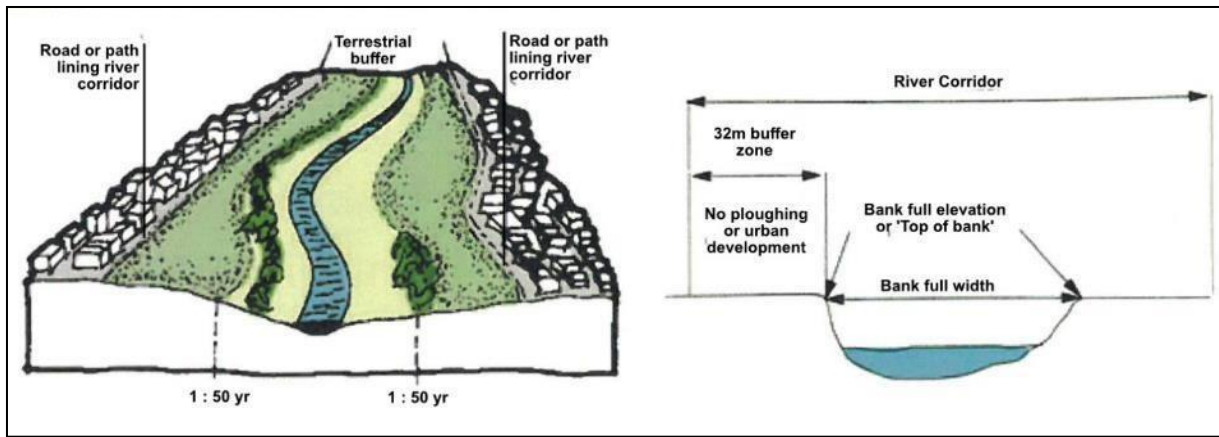 Road or path
lining river
corridor
Terrestrial
buffer
Road or path
lining river
corridor
1 : 50 yr
1 : 50 yr
River Corridor
32m buffer
zone
No ploughing
or urban
development
Bank full elevation
or 'Top of bank'
Bank full width